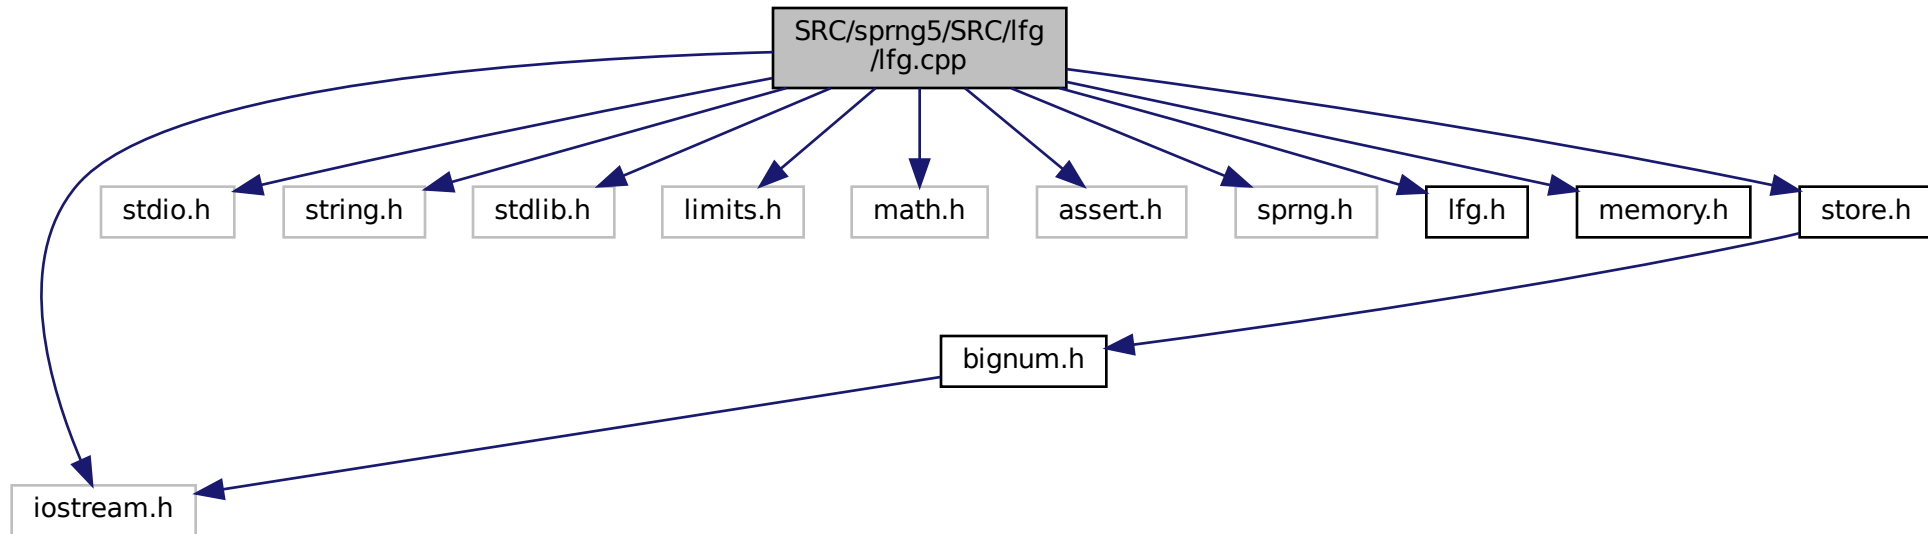 SRC/sprng5/SRC/lfg
/lfg.cpp
stdio.h
string.h
stdlib.h
limits.h
math.h
assert.h
sprng.h
lfg.h
memory.h
store.h
bignum.h
iostream.h